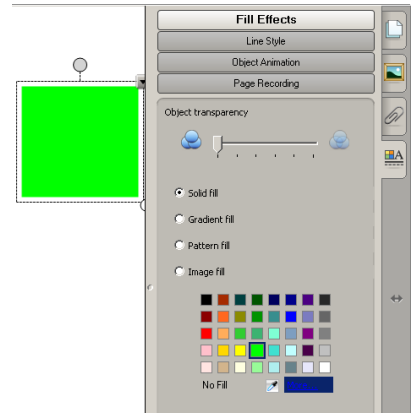 Fill Effects
Line Style
Object Animation
Page Recording
Object transparency
Solid fill
Gradient fill
Pattern fill
Image fill
No Fill
More...
A